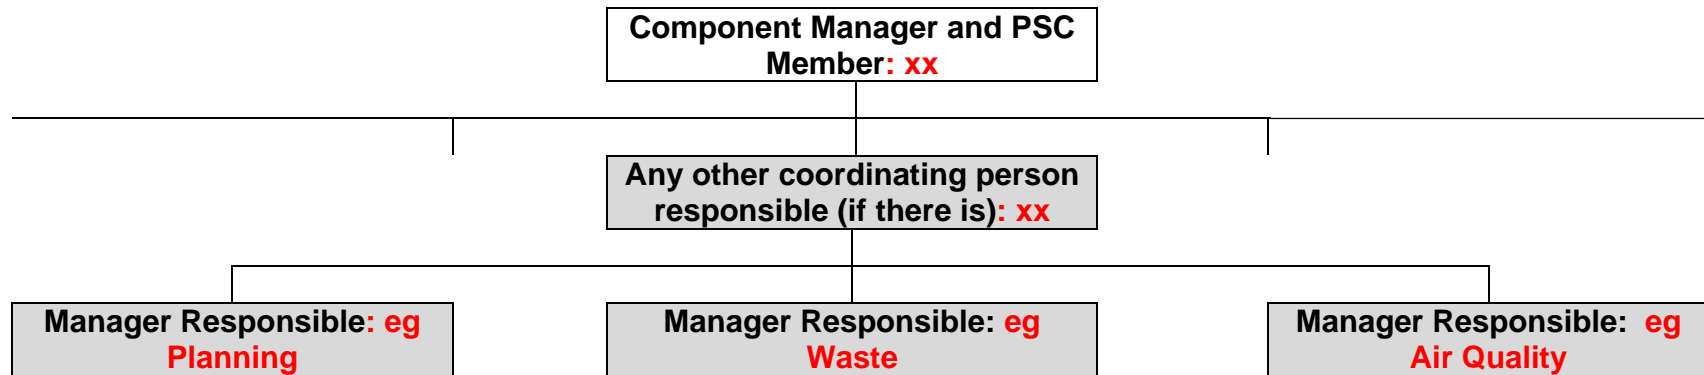 Component Manager and PSC
Member: xx
Any other coordinating person
responsible (if there is): xx
Manager Responsible: eg
Planning
Manager Responsible: eg
Waste
Manager Responsible:  eg
Air Quality